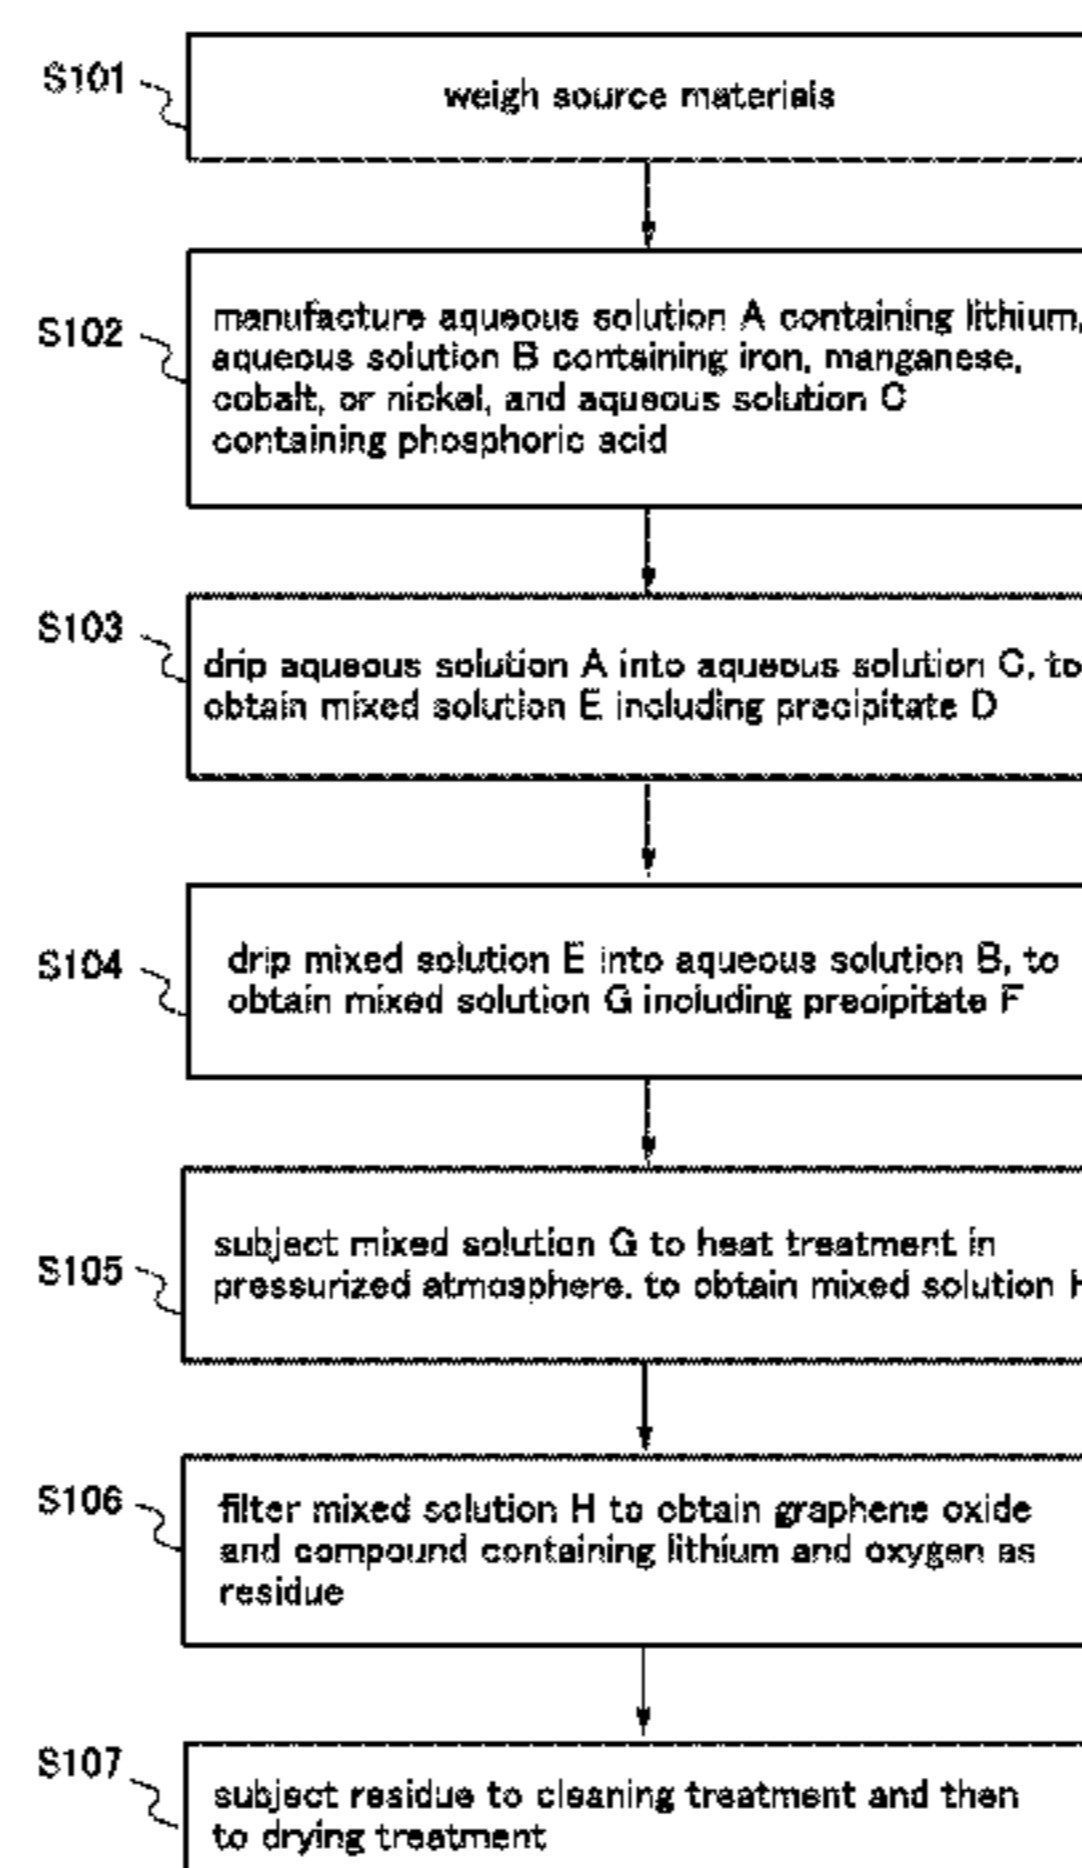 S101
weigh source materials
S102
manufacture aqueous solution A containing lithium,
aqueous solution B containing iron, manganese,
cobalt, or nickel, and aqueous solution C
containing phosphoric acid
S103
drip aqueous solution A into aqueous solution C, to
obtain mixed solution E including precipitate D
S104
drip mixed solution E into aqueous solution B, to
obtain mixed solution G including precipitate F
S105
subject mixed solution G to heat treatment in
pressurized atmosphere, to obtain mixed solution H
S106
filter mixed solution H to obtain graphene oxide
and compound containing lithium and oxygen as
residue
S107
subject residue to cleaning treatment and then
to drying treatment